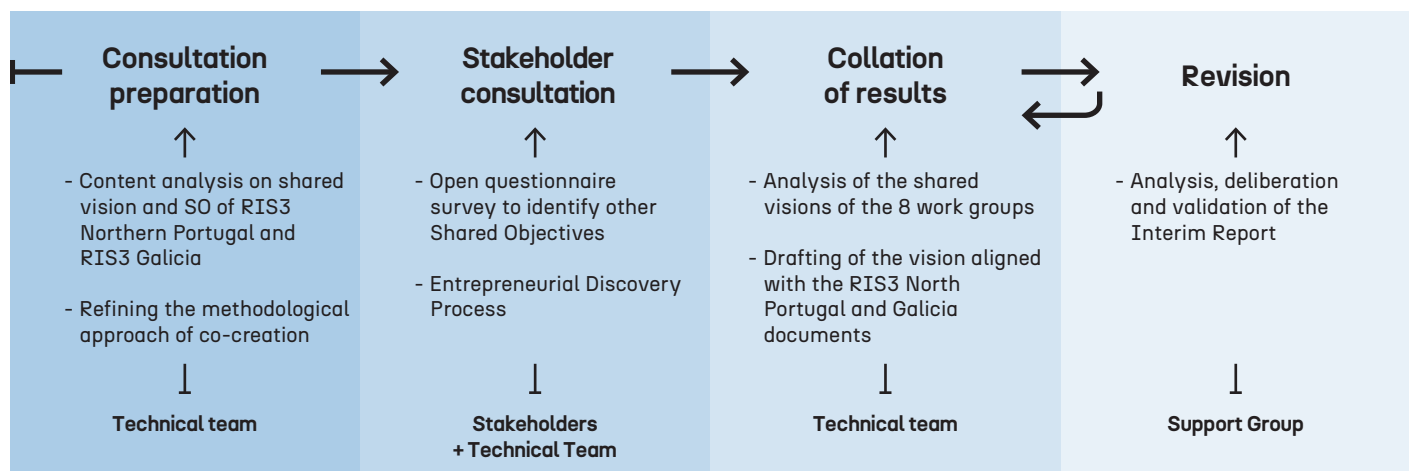 Consultation
preparation
- Content analysis on shared
vision and SO of RIS3
Northern Portugal and
RIS3 Galicia
- Refining the methodological
approach of co-creation
Technical team
Stakeholder
consultation
- Open questionnaire
survey to identify other
Shared Objectives
- Entrepreneurial Discovery
Process
Stakeholders
+ Technical Team
Collation
of results
- Analysis of the shared
visions of the 8 work groups
- Drafting of the vision aligned
with the RIS3 North
Portugal and Galicia
documents
Technical team
Revision
- Analysis, deliberation
and validation of the
Interim Report
Support Group